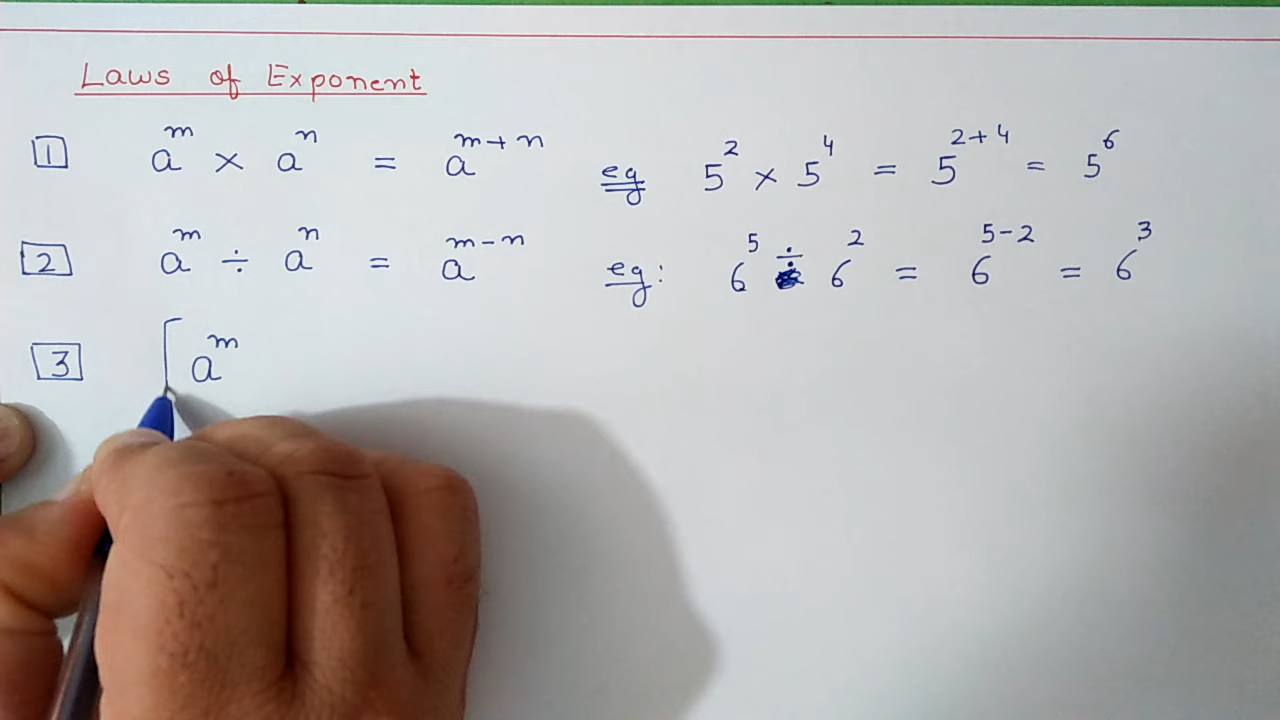 Laws of Exponent
1 a^m × a^n = a^{m+n} eg 5^2 × 5^4 = 5^{2+4} = 5^6
2 a^m ÷ a^n = a^{m-n} eg: 6^5 ÷ 6^2 = 6^{5-2} = 6^3
3 [a^m